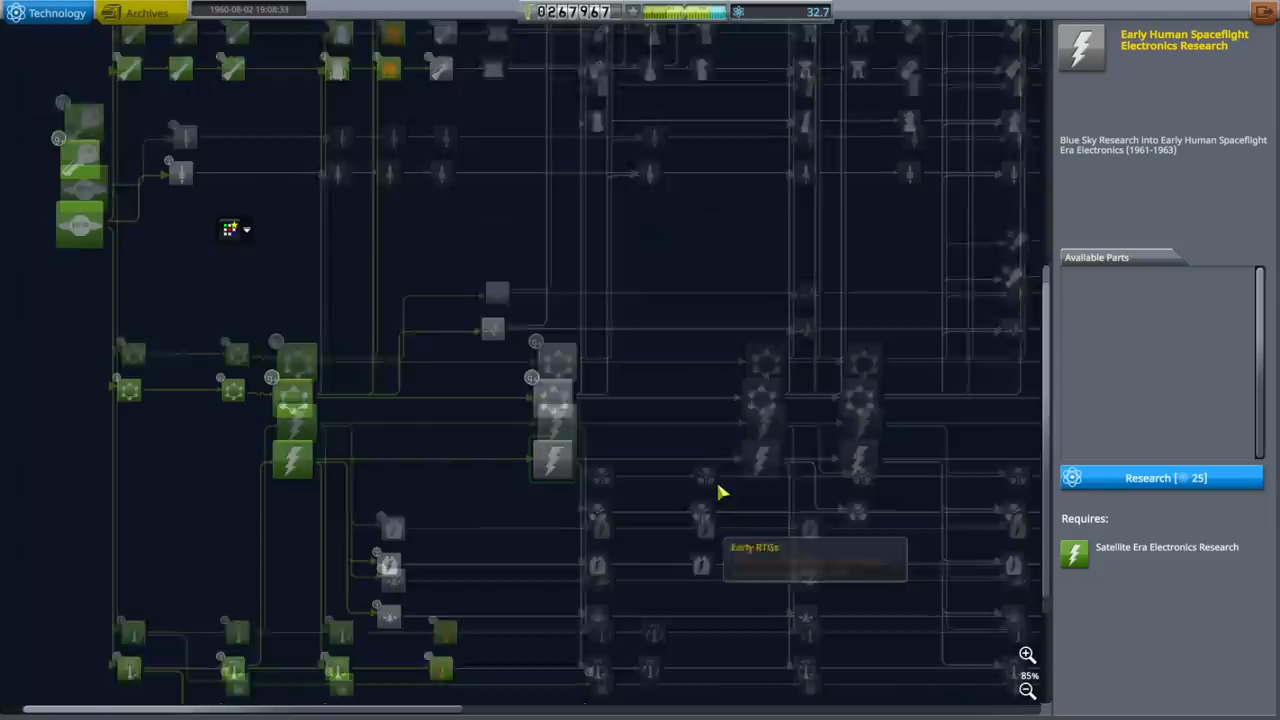 Technology
Archives
1960-08-02 19:08:33
0267967
32.7
Early Human Spaceflight
Electronics Research
Blue Sky Research into Early Human Spaceflight
Era Electronics (1961-1963)
Available Parts
Research [ 25]
Requires:
Satellite Era Electronics Research
Early RTGs
85%